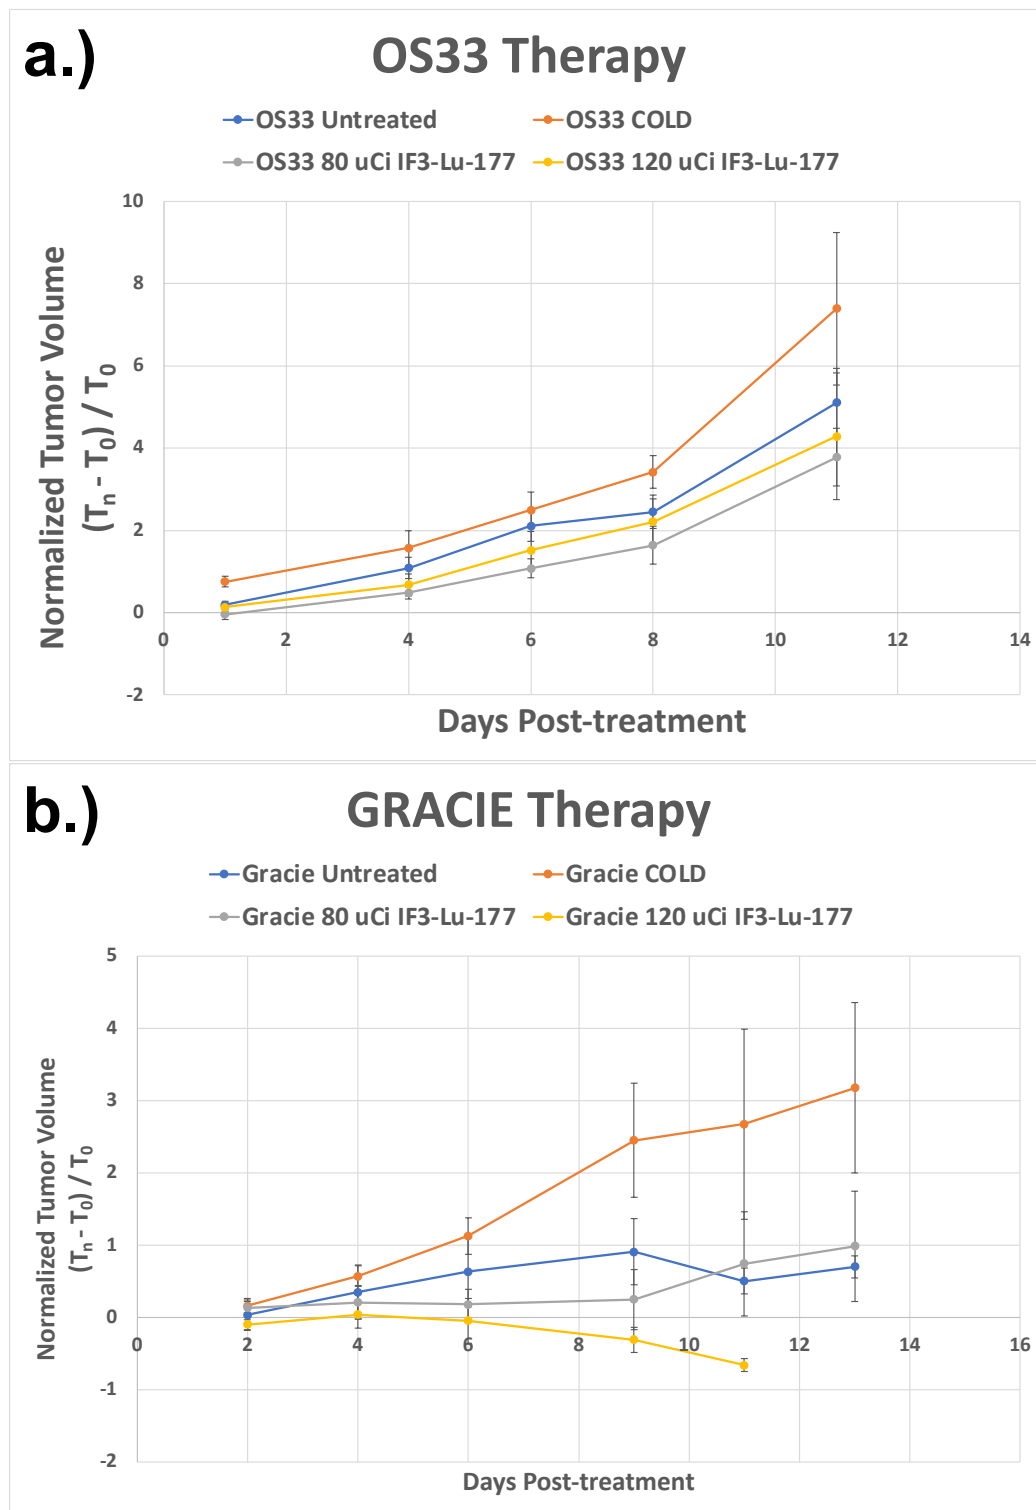 a.)
OS33 Therapy
OS33 Untreated
OS33 COLD
OS33 80 uCi IF3-Lu-177
OS33 120 uCi IF3-Lu-177
Normalized Tumor Volume
(Tn - T0) / T0
10
8
6
4
2
0
-2
0 2 4 6 8 10 12 14
Days Post-treatment
b.)
GRACIE Therapy
Gracie Untreated
Gracie COLD
Gracie 80 uCi IF3-Lu-177
Gracie 120 uCi IF3-Lu-177
Normalized Tumor Volume
(Tn - T0) / T0
5
4
3
2
1
0
-1
-2
0 2 4 6 8 10 12 14 16
Days Post-treatment